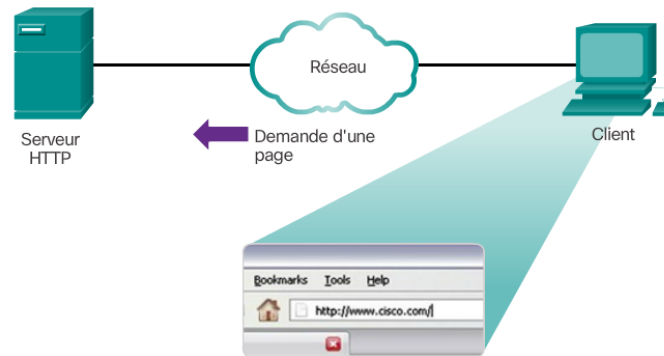 Réseau
Serveur
HTTP
Client
Demande d'une
page
Bookmarks Tools Help
http://www.cisco.com/